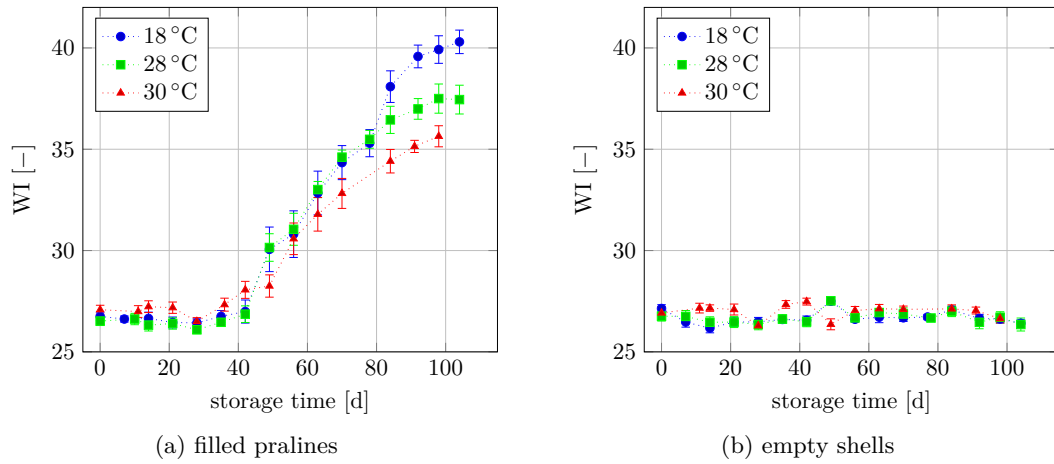 40
35
30
25
0
20
40
60
80
100
storage time [d]
WI [−]
18 °C
28 °C
30 °C
(a) filled pralines
40
35
30
25
0
20
40
60
80
100
storage time [d]
WI [−]
18 °C
28 °C
30 °C
(b) empty shells